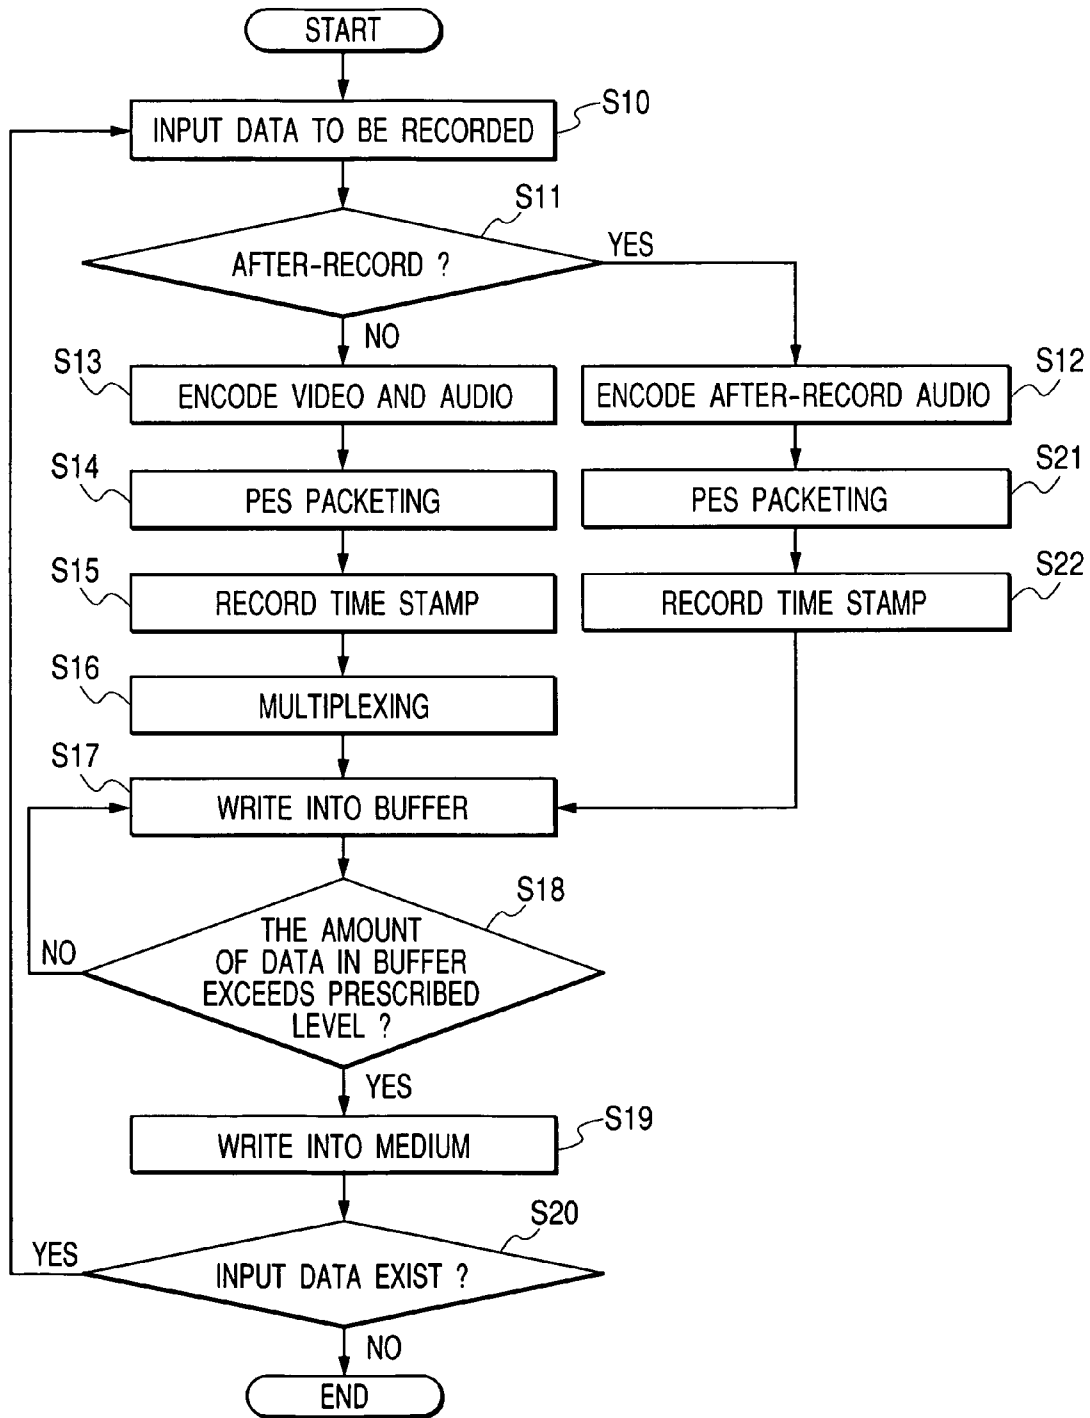 START
INPUT DATA TO BE RECORDED
S10
S11
AFTER-RECORD ?
YES
NO
S13
ENCODE VIDEO AND AUDIO
S12
ENCODE AFTER-RECORD AUDIO
S14
PES PACKETING
S21
PES PACKETING
S15
RECORD TIME STAMP
S22
RECORD TIME STAMP
S16
MULTIPLEXING
S17
WRITE INTO BUFFER
S18
THE AMOUNT
OF DATA IN BUFFER
EXCEEDS PRESCRIBED
LEVEL ?
NO
YES
WRITE INTO MEDIUM
S19
S20
INPUT DATA EXIST ?
YES
NO
END